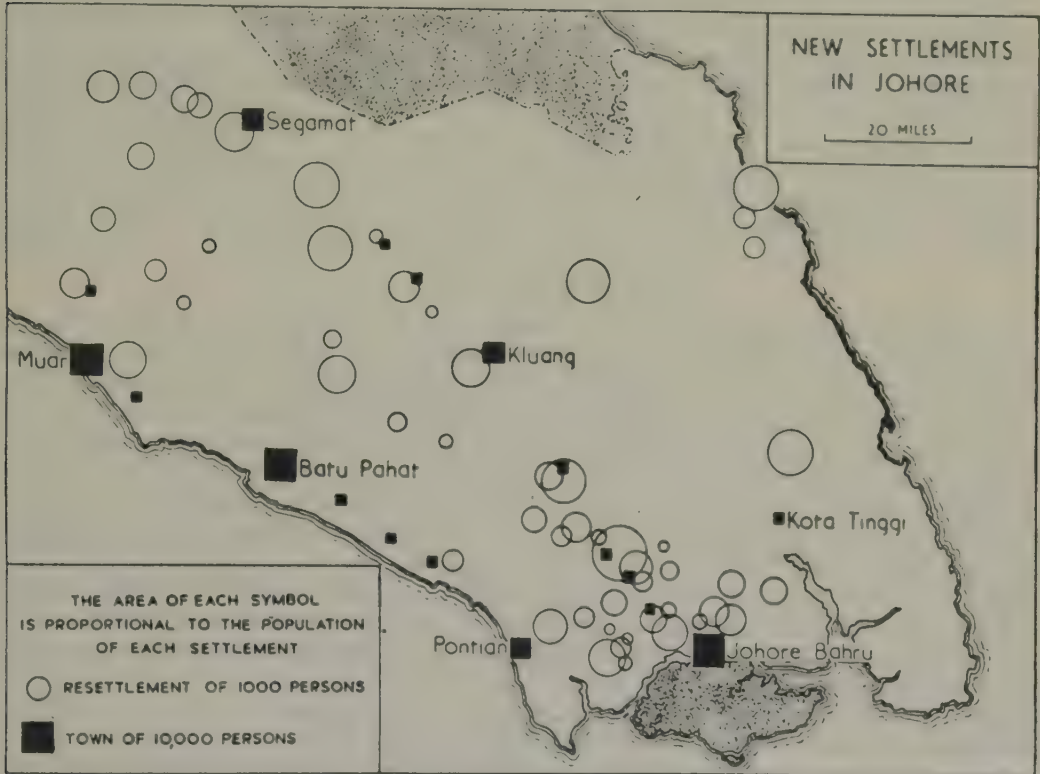 NEW SETTLEMENTS
IN JOHORE
20 MILES
Segamat
Muar
Kluang
Batu Pahat
Kota Tinggi
Pontian
Johore Bahru
THE AREA OF EACH SYMBOL
IS PROPORTIONAL TO THE POPULATION
OF EACH SETTLEMENT
RESETTLEMENT OF 1000 PERSONS
TOWN OF 10,000 PERSONS